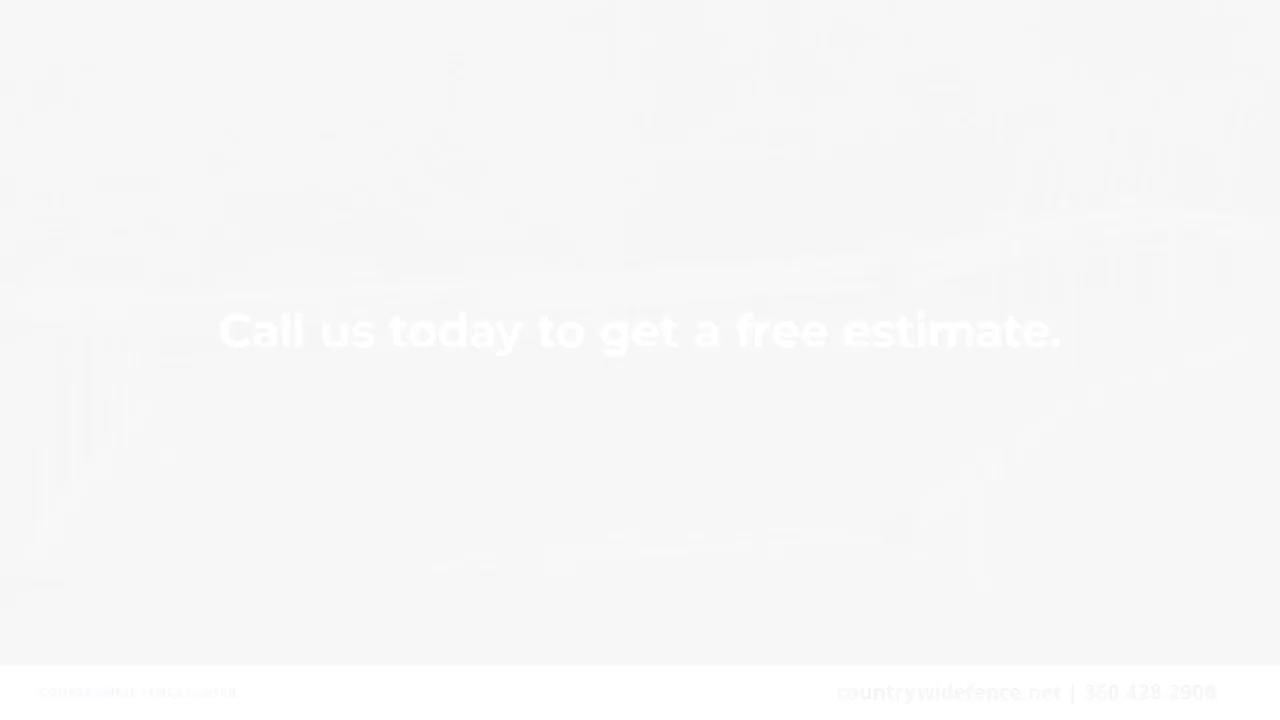 Call us today to get a free estimate.
countrywidefence.net | 360.428.2900